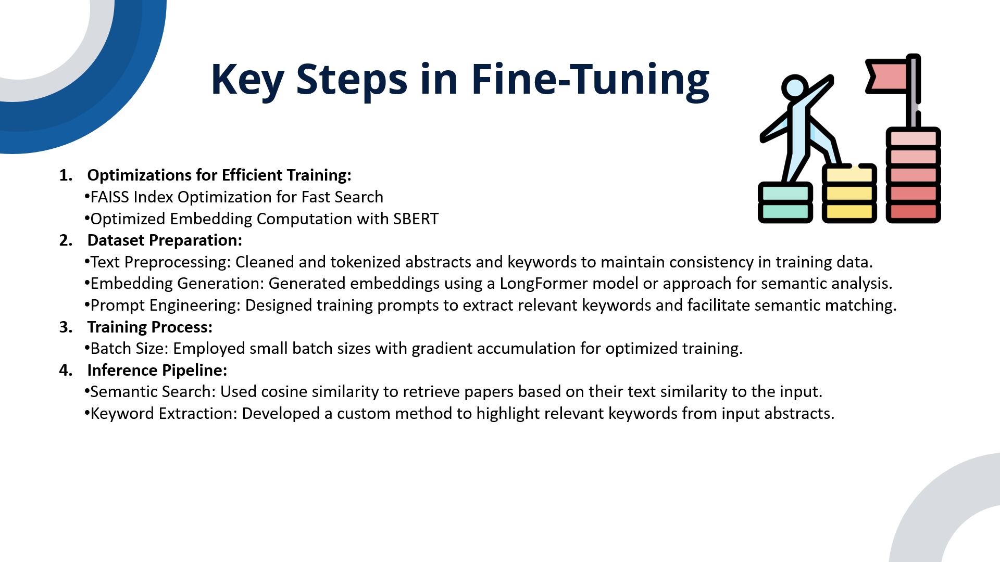 Key Steps in Fine-Tuning
1. Optimizations for Efficient Training:
•FAISS Index Optimization for Fast Search
•Optimized Embedding Computation with SBERT
2. Dataset Preparation:
•Text Preprocessing: Cleaned and tokenized abstracts and keywords to maintain consistency in training data.
•Embedding Generation: Generated embeddings using a LongFormer model or approach for semantic analysis.
•Prompt Engineering: Designed training prompts to extract relevant keywords and facilitate semantic matching.
3. Training Process:
•Batch Size: Employed small batch sizes with gradient accumulation for optimized training.
4. Inference Pipeline:
•Semantic Search: Used cosine similarity to retrieve papers based on their text similarity to the input.
•Keyword Extraction: Developed a custom method to highlight relevant keywords from input abstracts.